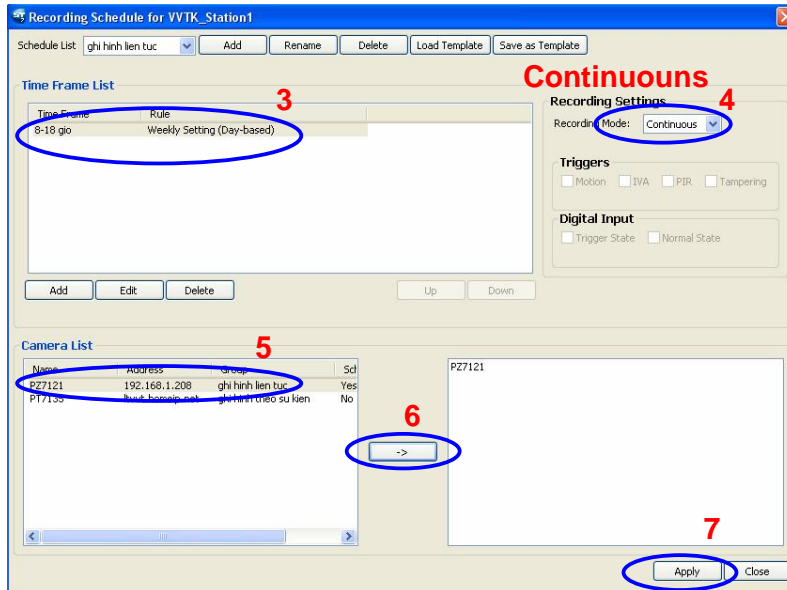 Recording Schedule for VVTK_Station1
Schedule List ghi hinh lien tuc Add Rename Delete Load Template Save as Template
Continuouns
Time Frame List
3
Recording Settings
4
Time Frame Rule
8-18 gio Weekly Setting (Day-based)
Recording Mode: Continuous
Triggers
Motion IVA PIR Tampering
Digital Input
Trigger State Normal State
Add Edit Delete Up Down
Camera List
5
Name Address Group Sch
PZ7121 192.168.1.208 ghi hinh lien tuc Yes
PT7135 ltvvt.homeip.net ghi hinh theo su kien No
PZ7121
6
->
7
Apply Close